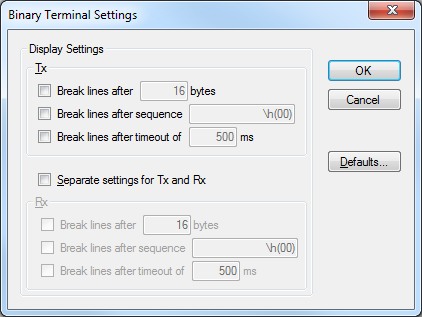 Binary Terminal Settings
Display Settings
Tx
Break lines after 16 bytes
Break lines after sequence \h(00)
Break lines after timeout of 500 ms
Separate settings for Tx and Rx
Rx
Break lines after 16 bytes
Break lines after sequence \h(00)
Break lines after timeout of 500 ms
OK
Cancel
Defaults...